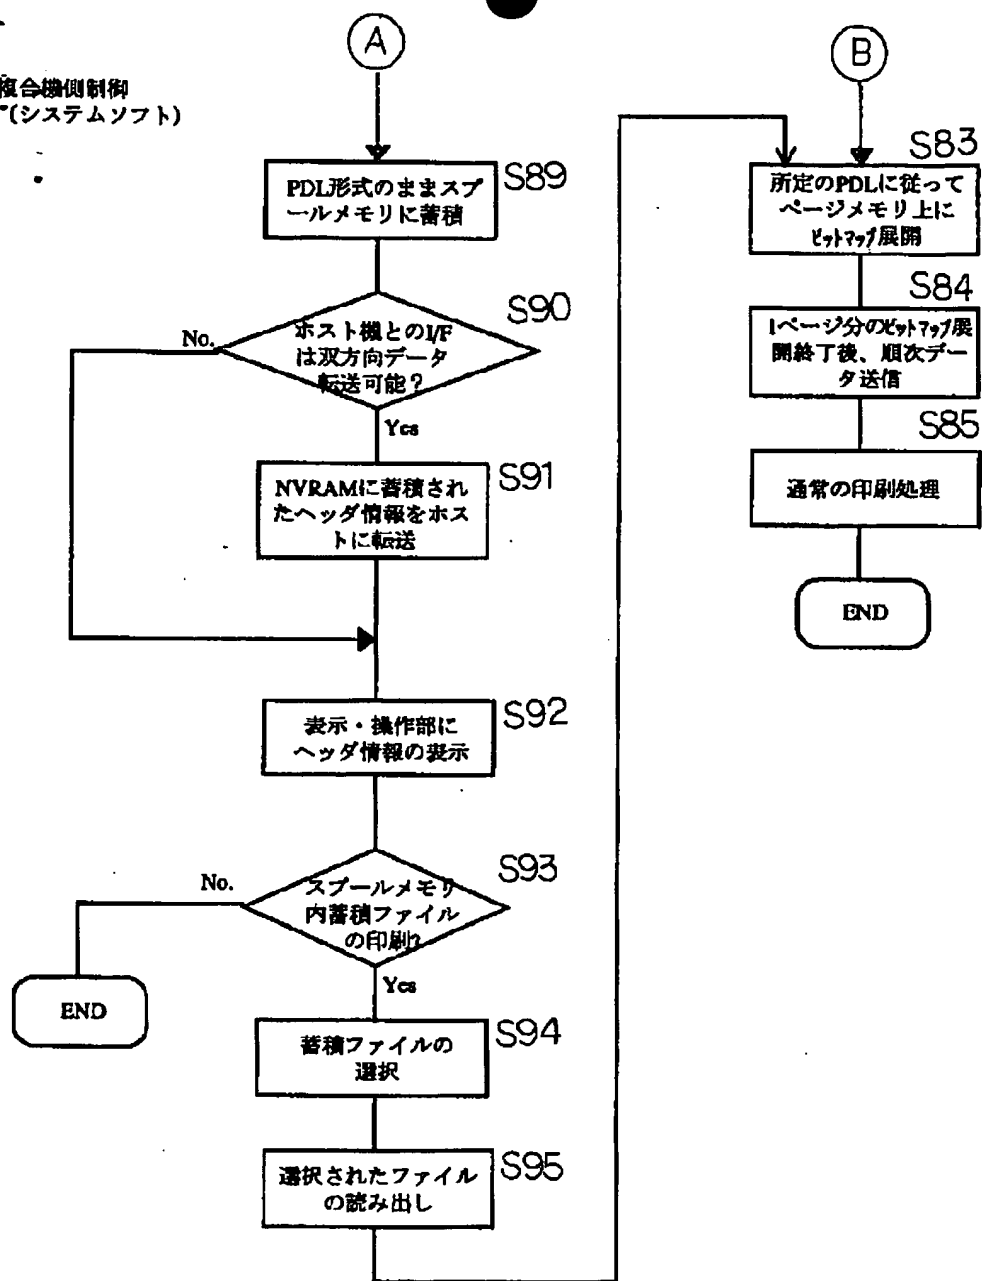 複合機側制御
(システムソフト)
A
PDL形式のままスプ
ールメモリに蓄積
S89
ホスト機とのI/F
は双方向データ
転送可能？
S90
No.
Yes
NVRAMに蓄積され
たヘッダ情報をホス
トに転送
S91
表示・操作部に
ヘッダ情報の表示
S92
スプールメモリ
内蓄積ファイル
の印刷?
S93
No.
END
Yes
蓄積ファイルの
選択
S94
選択されたファイル
の読み出し
S95
B
S83
所定のPDLに従って
ページメモリ上に
ビットマップ展開
S84
1ページ分のビットマップ展
開終了後、順次デー
タ送信
S85
通常の印刷処理
END